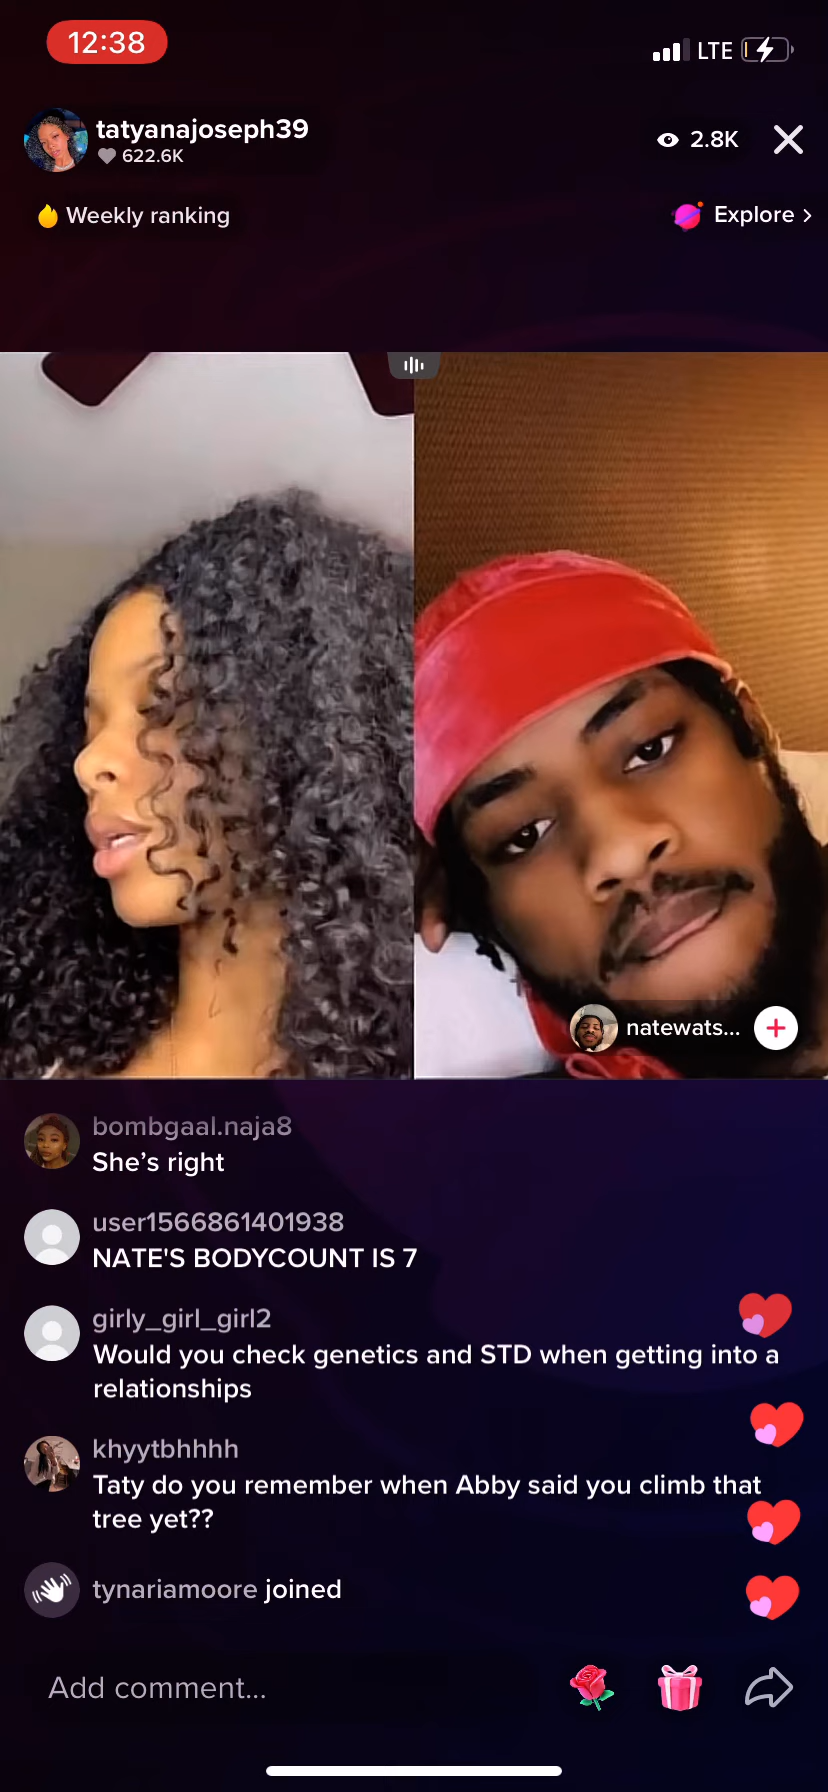 12:38
LTE
tatyanajoseph39
622.6K
2.8K
Weekly ranking
Explore >
natewats...
bombgaal.naja8
She's right
user1566861401938
NATE'S BODYCOUNT IS 7
girly_girl_girl2
Would you check genetics and STD when getting into a
relationships
khyytbhhhh
Taty do you remember when Abby said you climb that
tree yet??
tynariamoore joined
Add comment...